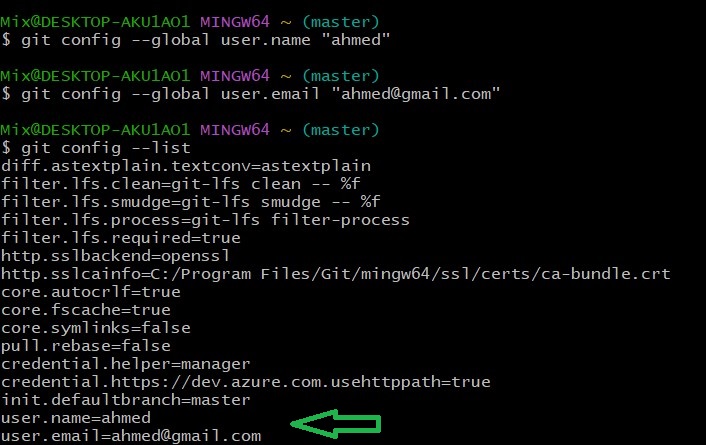 Mix@DESKTOP-AKU1AO1 MINGW64 ~ (master)
$ git config --global user.name "ahmed"
Mix@DESKTOP-AKU1AO1 MINGW64 ~ (master)
$ git config --global user.email "ahmed@gmail.com"
Mix@DESKTOP-AKU1AO1 MINGW64 ~ (master)
$ git config --list
diff.astextplain.textconv=astextplain
filter.lfs.clean=git-lfs clean -- %f
filter.lfs.smudge=git-lfs smudge -- %f
filter.lfs.process=git-lfs filter-process
filter.lfs.required=true
http.sslbackend=openssl
http.sslcainfo=C:/Program Files/Git/mingw64/ssl/certs/ca-bundle.crt
core.autocrlf=true
core.fscache=true
core.symlinks=false
pull.rebase=false
credential.helper=manager
credential.https://dev.azure.com.usehttppath=true
init.defaultbranch=master
user.name=ahmed
user.email=ahmed@gmail.com